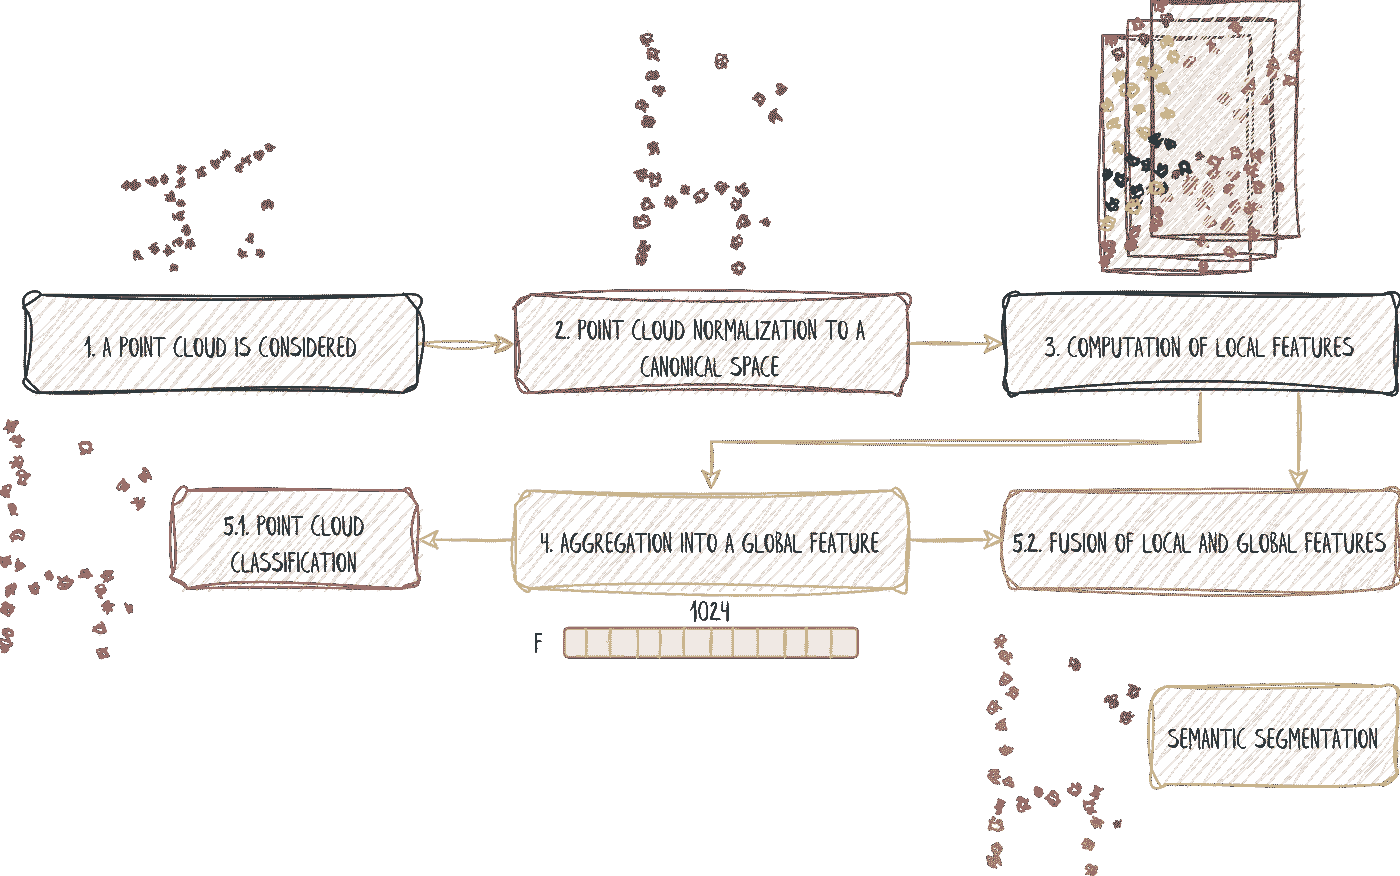 1. A POINT CLOUD IS CONSIDERED
2. POINT CLOUD NORMALIZATION TO A
CANONICAL SPACE
3. COMPUTATION OF LOCAL FEATURES
5.1. POINT CLOUD
CLASSIFICATION
4. AGGREGATION INTO A GLOBAL FEATURE
5.2. FUSION OF LOCAL AND GLOBAL FEATURES
1024
F
SEMANTIC SEGMENTATION